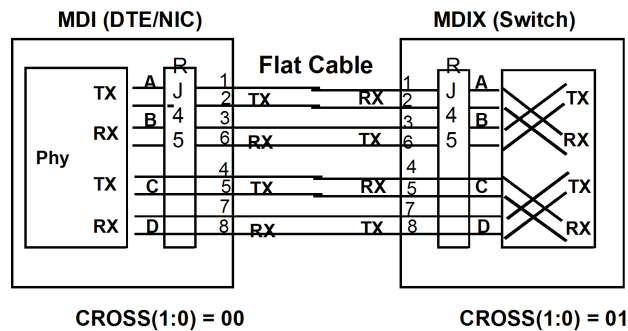 MDI (DTE/NIC)
MDIX (Switch)
Flat Cable
R
J
4
5
R
J
4
5
Phy
TX
RX
TX
RX
A
B
C
D
1
2
3
6
4
5
7
8
TX
RX
RX
TX
TX
RX
RX
TX
1
2
3
6
4
5
7
8
A
B
C
D
TX
RX
TX
RX
CROSS(1:0) = 00
CROSS(1:0) = 01